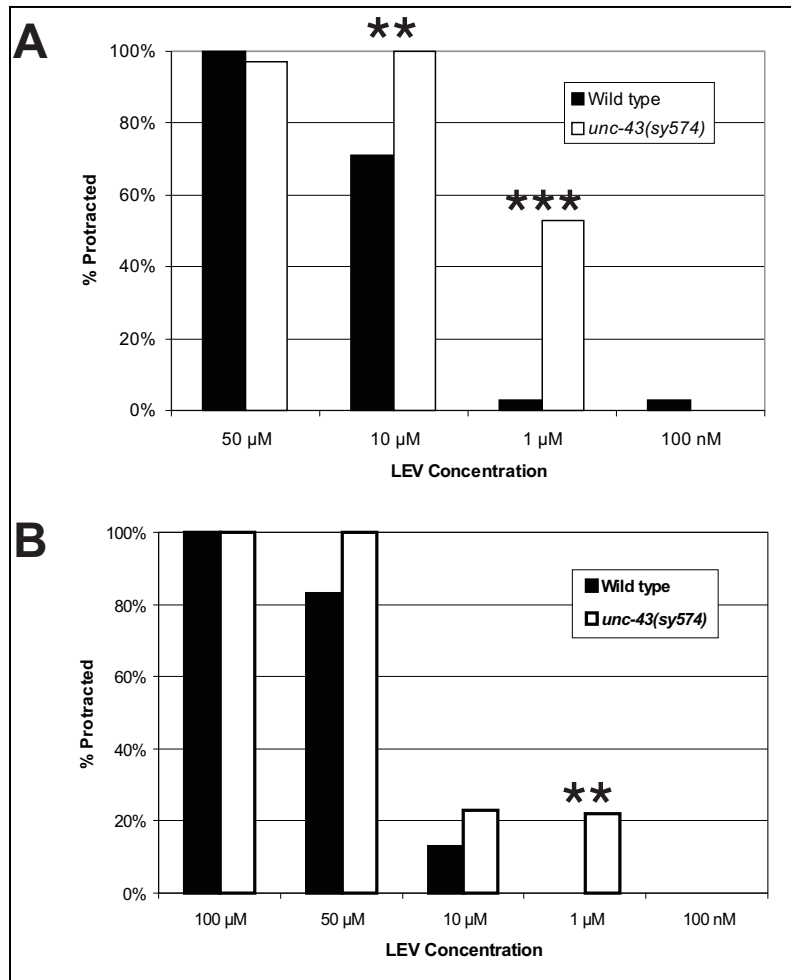 A
**
100%
Wild type
unc-43(sy574)
80%
***
60%
% Protracted
40%
20%
0%
50 µM 10 µM 1 µM 100 nM
LEV Concentration
B
100%
Wild type
unc-43(sy574)
80%
60%
% Protracted
40%
**
20%
0%
100 µM 50 µM 10 µM 1 µM 100 nM
LEV Concentration